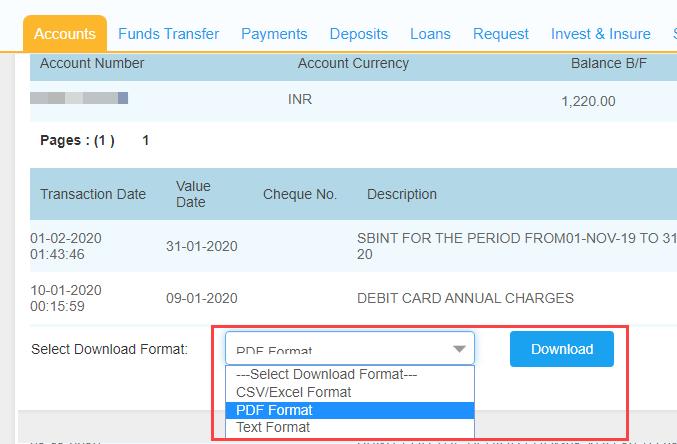 Accounts Funds Transfer Payments Deposits Loans Request Invest & Insure
Account Number Account Currency Balance B/F
INR 1,220.00
Pages : (1 ) 1
Transaction Date Value Date Cheque No. Description
01-02-2020 01:43:46 31-01-2020 SBINT FOR THE PERIOD FROM01-NOV-19 TO 31
20
10-01-2020 00:15:59 09-01-2020 DEBIT CARD ANNUAL CHARGES
Select Download Format: PDF Format Download
---Select Download Format---
CSV/Excel Format
PDF Format
Text Format